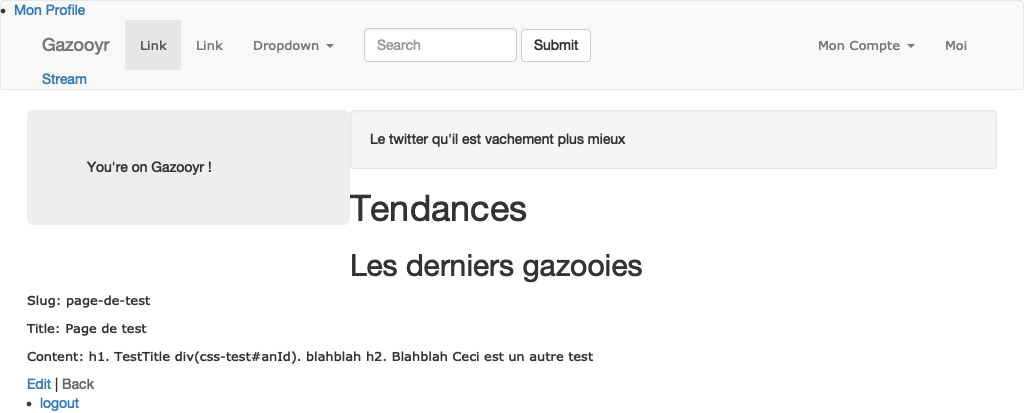 Mon Profile
Gazooyr Link Link Dropdown Search Submit Mon Compte Moi
Stream
You're on Gazooyr !
Le twitter qu'il est vachement plus mieux
Tendances
Les derniers gazooies
Slug: page-de-test
Title: Page de test
Content: h1. TestTitle div(css-test#anId). blahblah h2. Blahblah Ceci est un autre test
Edit | Back
logout